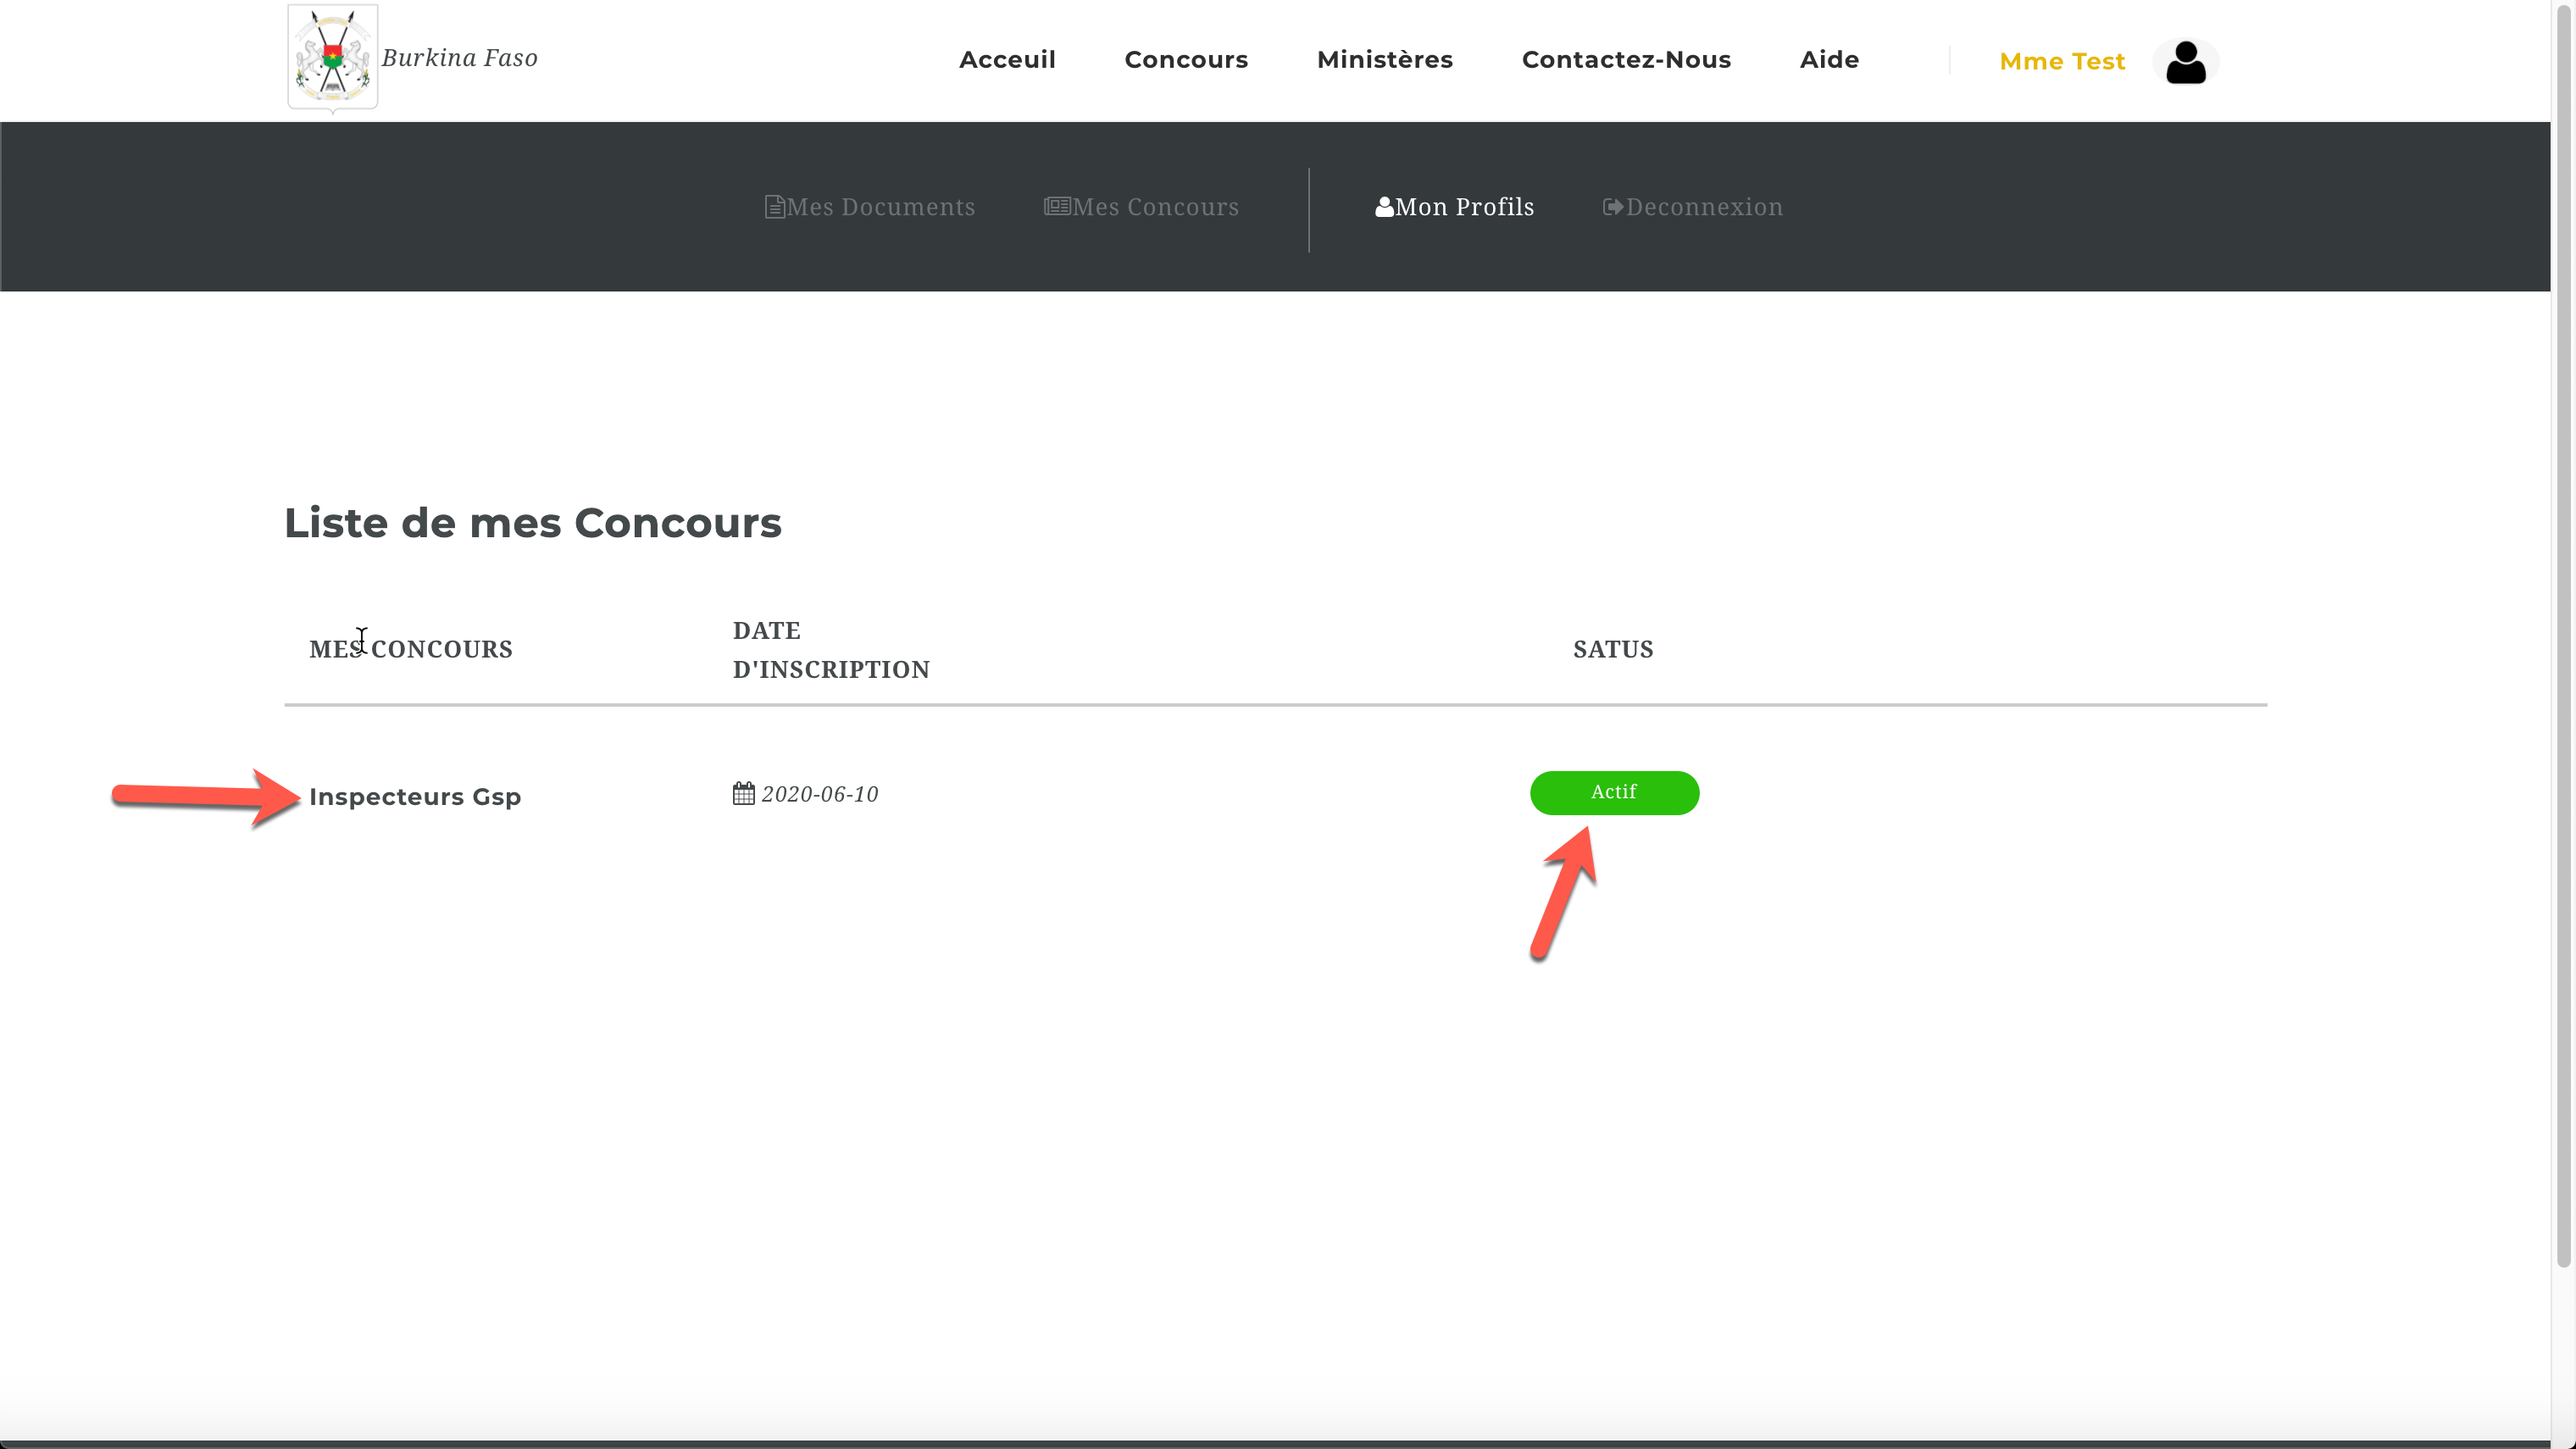 Burkina Faso
Acceuil
Concours
Ministères
Contactez-Nous
Aide
Mme Test
Mes Documents
Mes Concours
Mon Profils
Deconnexion
Liste de mes Concours
MES CONCOURS
DATE
D'INSCRIPTION
SATUS
Inspecteurs Gsp
2020-06-10
Actif